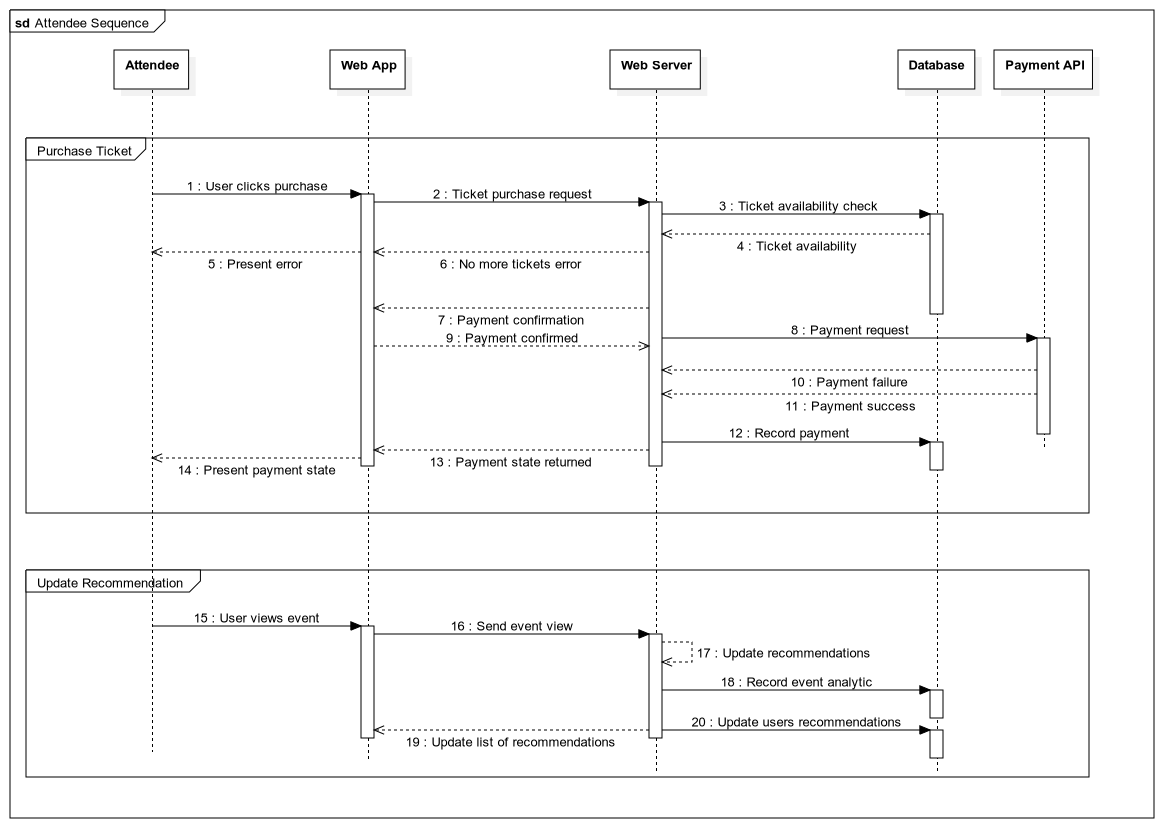 sd Attendee Sequence
Attendee
Web App
Web Server
Database
Payment API
Purchase Ticket
1 : User clicks purchase
2 : Ticket purchase request
3 : Ticket availability check
4 : Ticket availability
5 : Present error
6 : No more tickets error
7 : Payment confirmation
8 : Payment request
9 : Payment confirmed
10 : Payment failure
11 : Payment success
12 : Record payment
13 : Payment state returned
14 : Present payment state
Update Recommendation
15 : User views event
16 : Send event view
17 : Update recommendations
18 : Record event analytic
20 : Update users recommendations
19 : Update list of recommendations